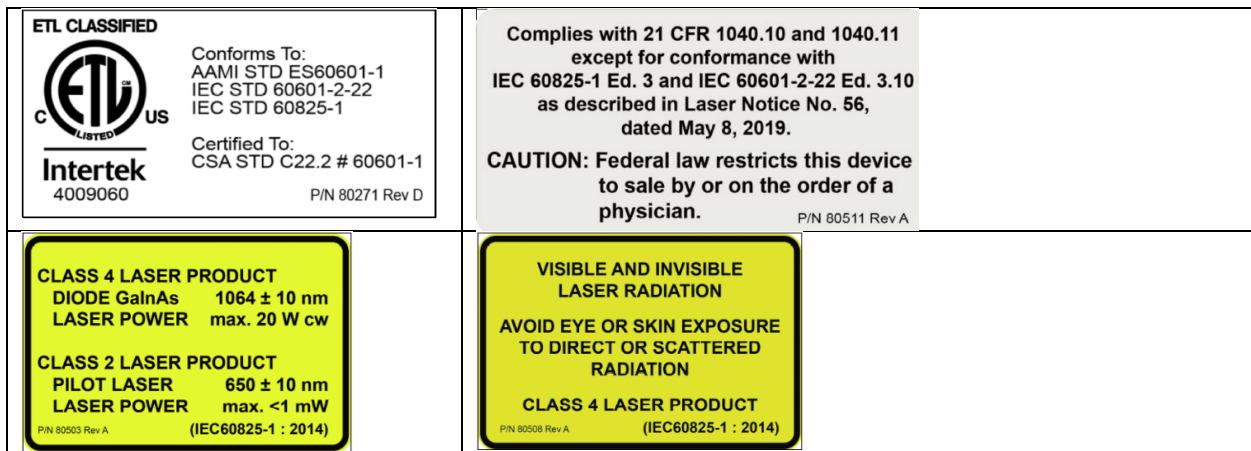 ETL CLASSIFIED
CM
ETL
C
US
LISTED
Intertek
4009060
Conforms To:
AAMI STD ES60601-1
IEC STD 60601-2-22
IEC STD 60825-1
Certified To:
CSA STD C22.2 # 60601-1
P/N 80271 Rev D
Complies with 21 CFR 1040.10 and 1040.11
except for conformance with
IEC 60825-1 Ed. 3 and IEC 60601-2-22 Ed. 3.10
as described in Laser Notice No. 56,
dated May 8, 2019.
CAUTION: Federal law restricts this device
to sale by or on the order of a
physician.
P/N 80511 Rev A
CLASS 4 LASER PRODUCT
DIODE GaInAs 1064 ± 10 nm
LASER POWER max. 20 W cw
CLASS 2 LASER PRODUCT
PILOT LASER 650 ± 10 nm
LASER POWER max. <1 mW
P/N 80503 Rev A (IEC60825-1 : 2014)
VISIBLE AND INVISIBLE
LASER RADIATION
AVOID EYE OR SKIN EXPOSURE
TO DIRECT OR SCATTERED
RADIATION
CLASS 4 LASER PRODUCT
P/N 80508 Rev A (IEC60825-1 : 2014)